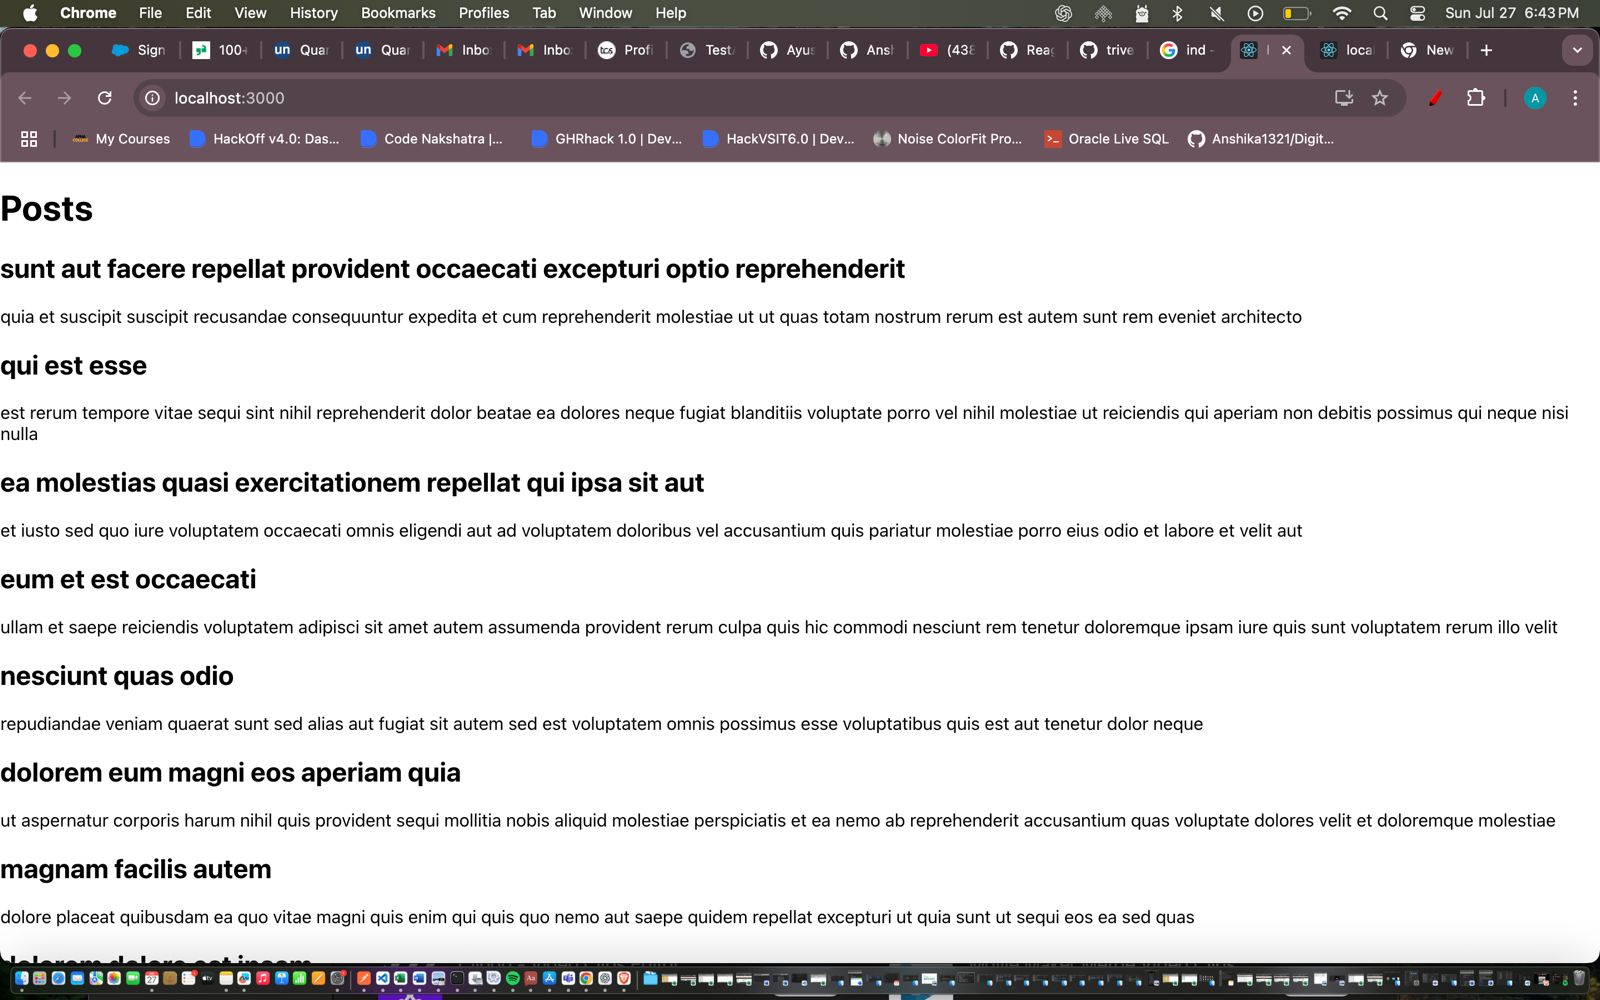 Chrome File Edit View History Bookmarks Profiles Tab Window Help Sun Jul 27 6:43 PM
Sign 100+ un Quar un Quar Inbo Inbo Profi Test Ayus Ansh (438 Reac trive ind - loca New
localhost:3000 A
My Courses HackOff v4.0: Das... Code Nakshatra |... GHRhack 1.0 | Dev... HackVSIT6.0 | Dev... Noise ColorFit Pro... Oracle Live SQL Anshika1321/Digit...
Posts
sunt aut facere repellat provident occaecati excepturi optio reprehenderit
quia et suscipit suscipit recusandae consequuntur expedita et cum reprehenderit molestiae ut ut quas totam nostrum rerum est autem sunt rem eveniet architecto
qui est esse
est rerum tempore vitae sequi sint nihil reprehenderit dolor beatae ea dolores neque fugiat blanditiis voluptate porro vel nihil molestiae ut reiciendis qui aperiam non debitis possimus qui neque nisi
nulla
ea molestias quasi exercitationem repellat qui ipsa sit aut
et iusto sed quo iure voluptatem occaecati omnis eligendi aut ad voluptatem doloribus vel accusantium quis pariatur molestiae porro eius odio et labore et velit aut
eum et est occaecati
ullam et saepe reiciendis voluptatem adipisci sit amet autem assumenda provident rerum culpa quis hic commodi nesciunt rem tenetur doloremque ipsam iure quis sunt voluptatem rerum illo velit
nesciunt quas odio
repudiandae veniam quaerat sunt sed alias aut fugiat sit autem sed est voluptatem omnis possimus esse voluptatibus quis est aut tenetur dolor neque
dolorem eum magni eos aperiam quia
ut aspernatur corporis harum nihil quis provident sequi mollitia nobis aliquid molestiae perspiciatis et ea nemo ab reprehenderit accusantium quas voluptate dolores velit et doloremque molestiae
magnam facilis autem
dolore placeat quibusdam ea quo vitae magni quis enim qui quis quo nemo aut saepe quidem repellat excepturi ut quia sunt ut sequi eos ea sed quas
dolorem dolore est ipsam